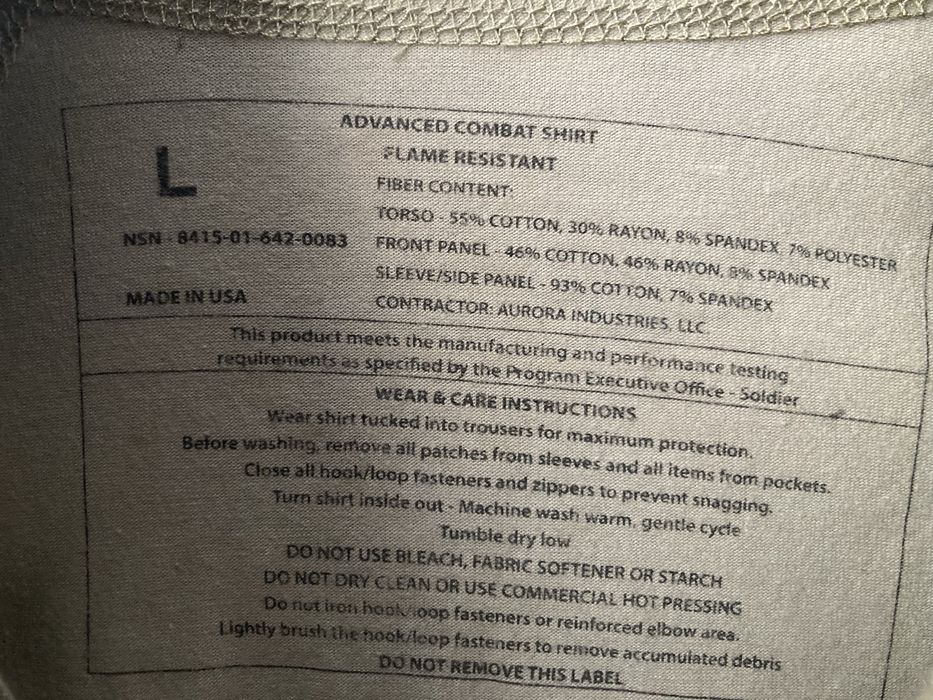 ADVANCED COMBAT SHIRT
FLAME RESISTANT
L
FIBER CONTENT:
TORSO - 55% COTTON, 30% RAYON, 8% SPANDEX, 7% POLYESTER
NSN - 8415-01-642-0083
FRONT PANEL - 46% COTTON, 46% RAYON, 8% SPANDEX
SLEEVE/SIDE PANEL - 93% COTTON, 7% SPANDEX
MADE IN USA
CONTRACTOR: AURORA INDUSTRIES, LLC
This product meets the manufacturing and performance testing
requirements as specified by the Program Executive Office - Soldier
WEAR & CARE INSTRUCTIONS
Wear shirt tucked into trousers for maximum protection.
Before washing, remove all patches from sleeves and all items from pockets.
Close all hook/loop fasteners and zippers to prevent snagging.
Turn shirt inside out - Machine wash warm, gentle cycle
Tumble dry low
DO NOT USE BLEACH, FABRIC SOFTENER OR STARCH
DO NOT DRY CLEAN OR USE COMMERCIAL HOT PRESSING
Do not iron hook/loop fasteners or reinforced elbow area.
Lightly brush the hook/loop fasteners to remove accumulated debris
DO NOT REMOVE THIS LABEL